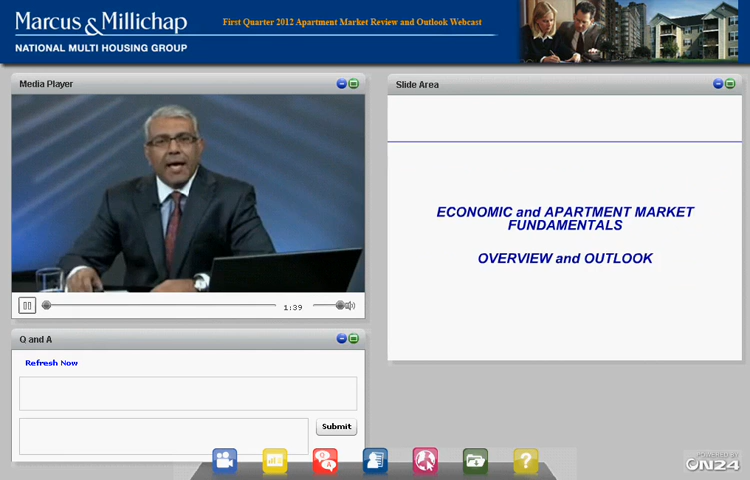 Marcus & Millichap
NATIONAL MULTI HOUSING GROUP
First Quarter 2012 Apartment Market Review and Outlook Webcast
Media Player
Slide Area
ECONOMIC and APARTMENT MARKET
FUNDAMENTALS
OVERVIEW and OUTLOOK
1:39
Q and A
Refresh Now
Submit
Q
A
?
POWERED BY
ON24